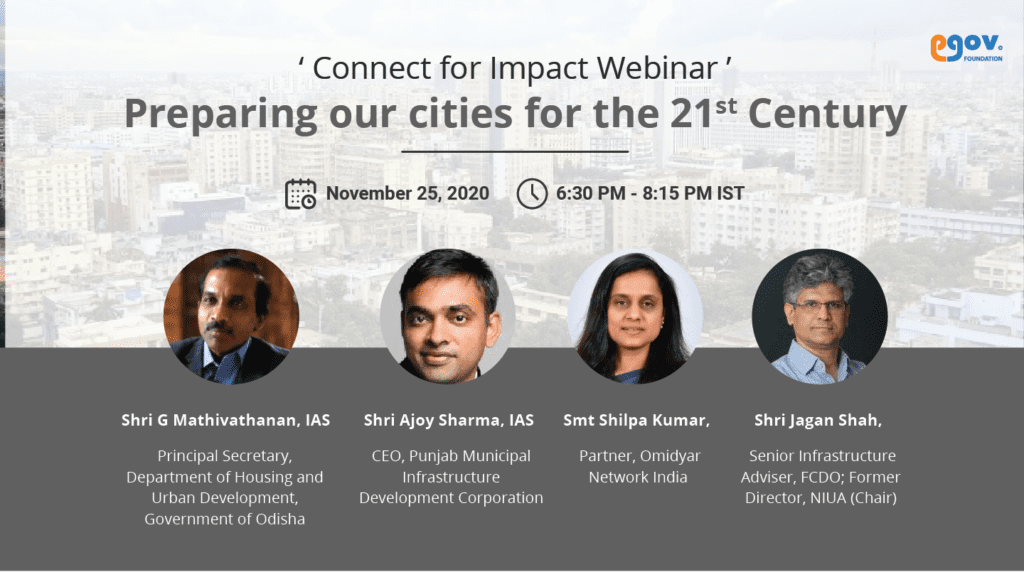 egov.
FOUNDATION
‘ Connect for Impact Webinar ’
Preparing our cities for the 21st Century
November 25, 2020
6:30 PM - 8:15 PM IST
Shri G Mathivathanan, IAS
Principal Secretary,
Department of Housing and
Urban Development,
Government of Odisha
Shri Ajoy Sharma, IAS
CEO, Punjab Municipal
Infrastructure
Development Corporation
Smt Shilpa Kumar,
Partner, Omidyar
Network India
Shri Jagan Shah,
Senior Infrastructure
Adviser, FCDO; Former
Director, NIUA (Chair)